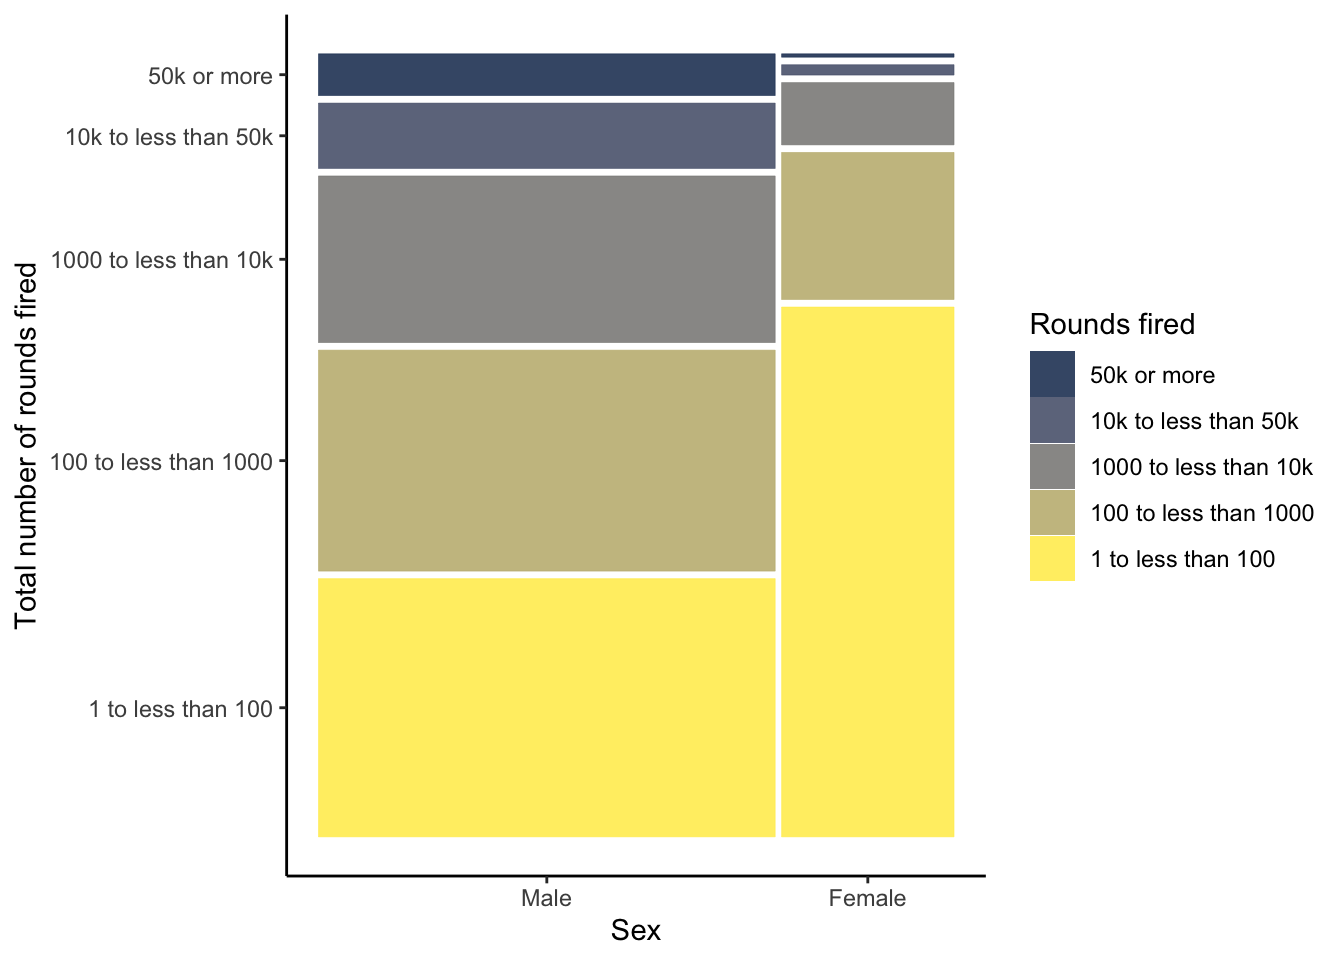 Total number of rounds fired
50k or more
10k to less than 50k
1000 to less than 10k
100 to less than 1000
1 to less than 100
Male
Female
Sex
Rounds fired
50k or more
10k to less than 50k
1000 to less than 10k
100 to less than 1000
1 to less than 100